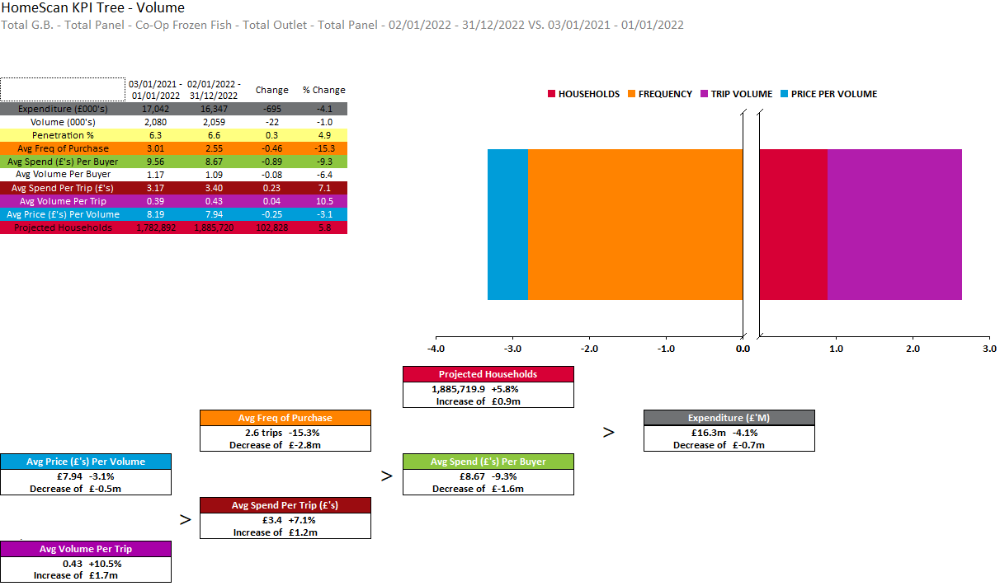 HomeScan KPI Tree - Volume
Total G.B. - Total Panel - Co-Op Frozen Fish - Total Outlet - Total Panel - 02/01/2022 - 31/12/2022 VS. 03/01/2021 - 01/01/2022
03/01/2021 - 02/01/2022 - Change % Change
01/01/2022 31/12/2022
Expenditure (£000's) 17,042 16,347 -695 -4.1
Volume (000's) 2,080 2,059 -22 -1.0
Penetration % 6.3 6.6 0.3 4.9
Avg Freq of Purchase 3.01 2.55 -0.46 -15.3
Avg Spend (£'s) Per Buyer 9.56 8.67 -0.89 -9.3
Avg Volume Per Buyer 1.17 1.09 -0.08 -6.4
Avg Spend Per Trip (£'s) 3.17 3.40 0.23 7.1
Avg Volume Per Trip 0.39 0.43 0.04 10.5
Avg Price (£'s) Per Volume 8.19 7.94 -0.25 -3.1
Projected Households 1,782,892 1,885,720 102,828 5.8
HOUSEHOLDS FREQUENCY TRIP VOLUME PRICE PER VOLUME
-4.0 -3.0 -2.0 -1.0 0.0 1.0 2.0 3.0
Projected Households
1,885,719.9 +5.8%
Increase of £0.9m
Avg Freq of Purchase
2.6 trips -15.3%
Decrease of £-2.8m
>
Expenditure (£'M)
£16.3m -4.1%
Decrease of £-0.7m
Avg Price (£'s) Per Volume
£7.94 -3.1%
Decrease of £-0.5m
>
Avg Spend (£'s) Per Buyer
£8.67 -9.3%
Decrease of £-1.6m
>
Avg Spend Per Trip (£'s)
£3.4 +7.1%
Increase of £1.2m
Avg Volume Per Trip
0.43 +10.5%
Increase of £1.7m